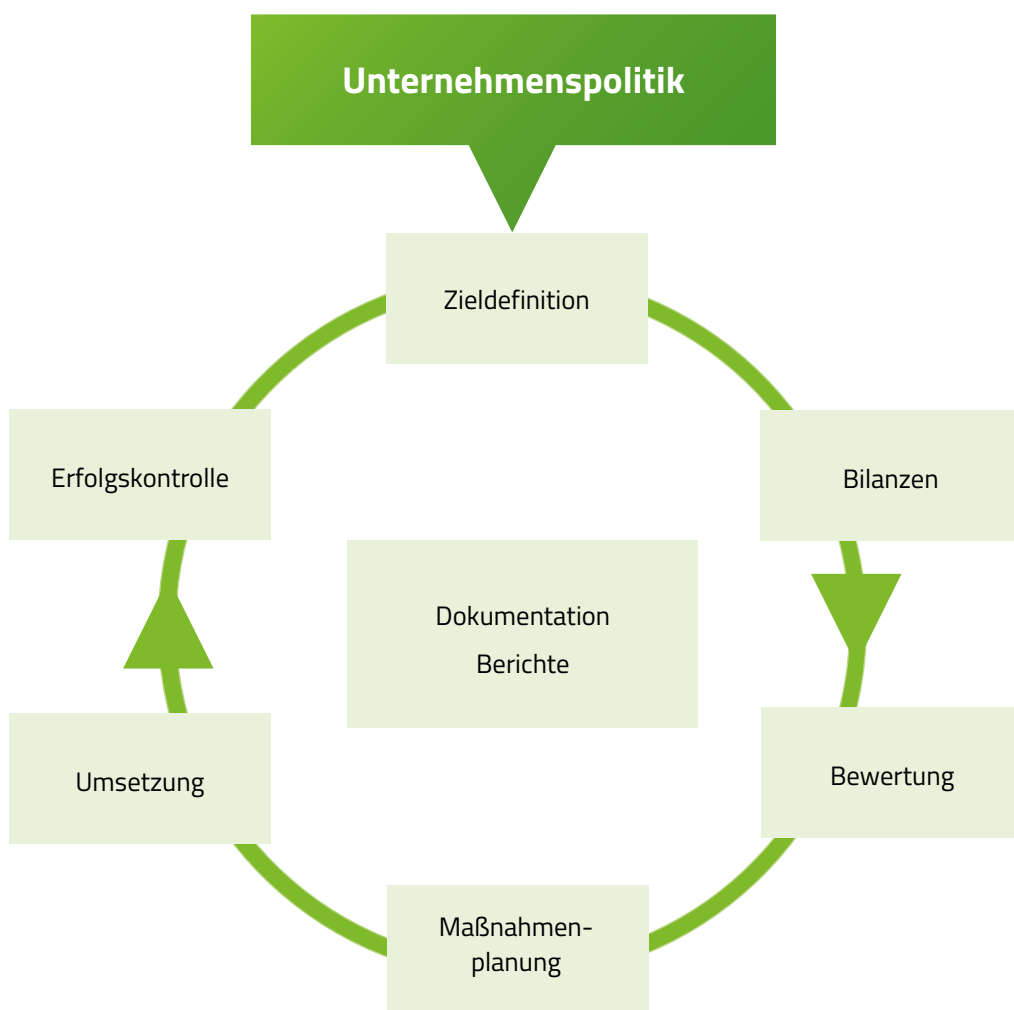 Unternehmenspolitik
Zieldefinition
Erfolgskontrolle
Bilanzen
Dokumentation
Berichte
Umsetzung
Bewertung
Maßnahmen-
planung